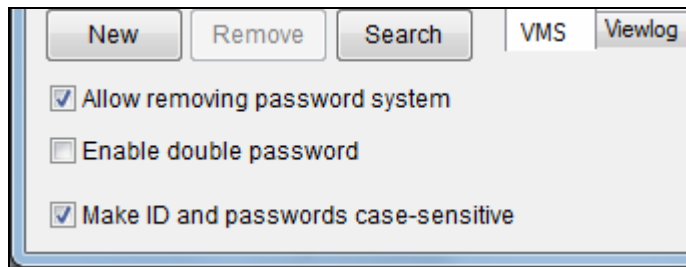 New Remove Search VMS Viewlog
Allow removing password system
Enable double password
Make ID and passwords case-sensitive